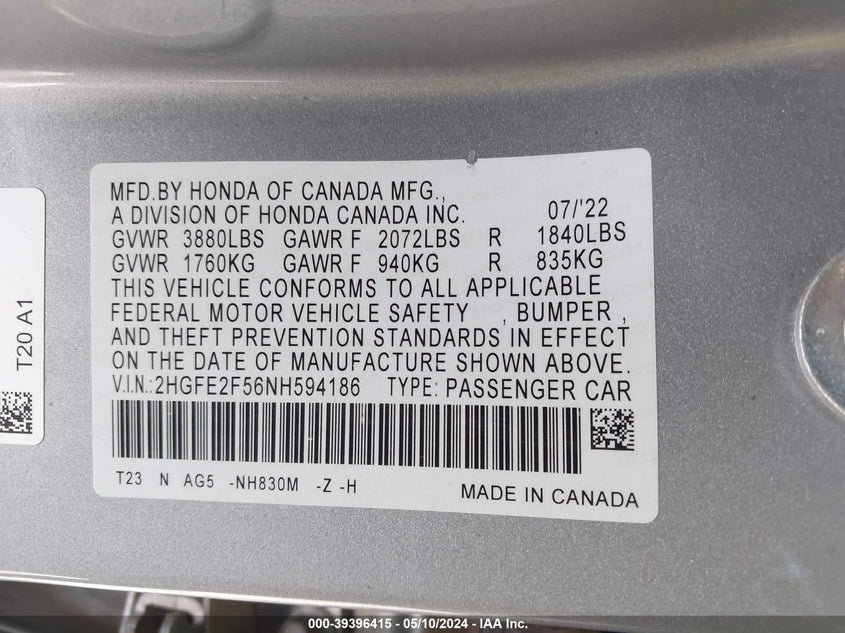 MFD.BY HONDA OF CANADA MFG.,
A DIVISION OF HONDA CANADA INC. 07/'22
GVWR 3880LBS GAWR F 2072LBS R 1840LBS
GVWR 1760KG GAWR F 940KG R 835KG
THIS VEHICLE CONFORMS TO ALL APPLICABLE
FEDERAL MOTOR VEHICLE SAFETY , BUMPER ,
AND THEFT PREVENTION STANDARDS IN EFFECT
ON THE DATE OF MANUFACTURE SHOWN ABOVE.
V.I.N.:2HGFE2F56NH594186 TYPE: PASSENGER CAR
T23 N AG5 -NH830M -Z -H
MADE IN CANADA
T20 A1
000-39396415 - 05/10/2024 - IAA Inc.